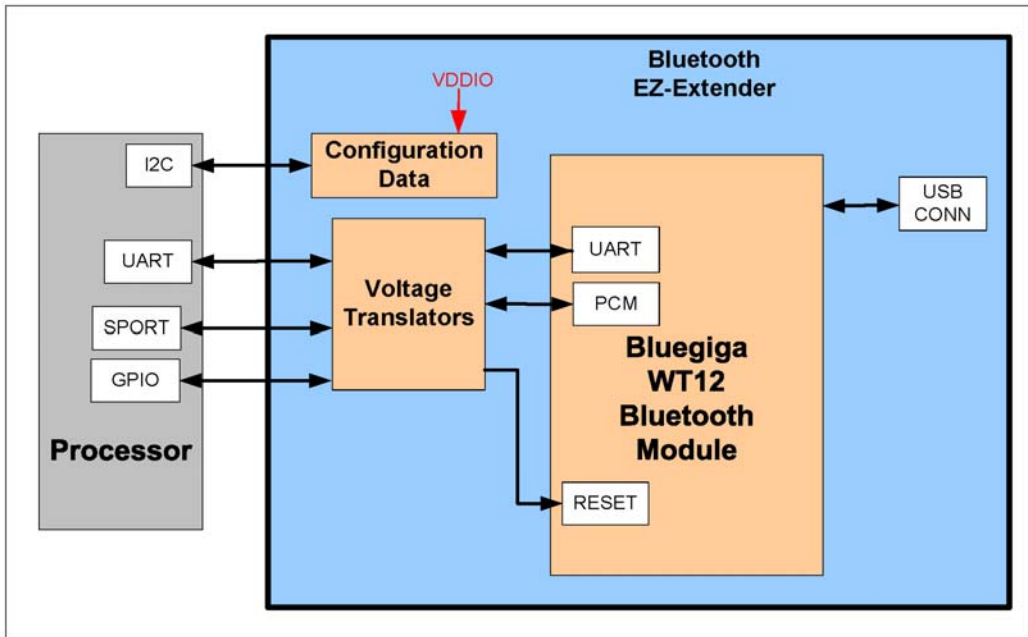 Bluetooth
EZ-Extender
VDDIO
Configuration
Data
I2C
USB
CONN
UART
Voltage
Translators
UART
SPORT
PCM
GPIO
Bluegiga
WT12
Bluetooth
Module
Processor
RESET